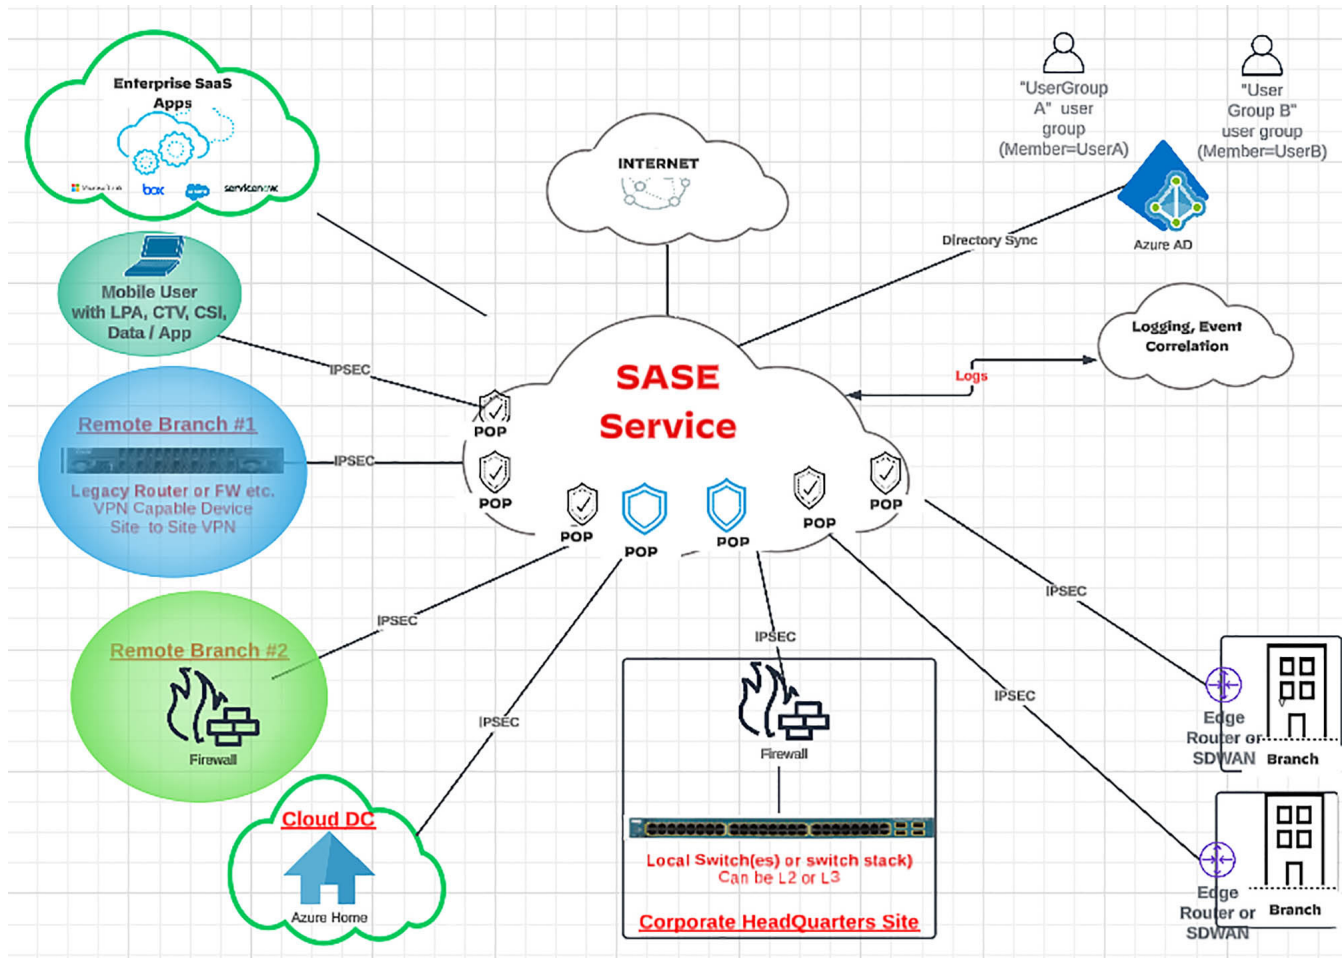 Enterprise SaaS
Apps
box
servicenow
Mobile User
with LPA, CTV, CSI,
Data / App
IPSEC
Remote Branch #1
Legacy Router or FW etc.
VPN Capable Device
Site to Site VPN
IPSEC
Remote Branch #2
Firewall
IPSEC
Cloud DC
Azure Home
IPSEC
INTERNET
SASE
Service
POP
POP
POP
POP
POP
POP
POP
"UserGroup
A" user
group
(Member=UserA)
"User
Group B"
user group
(Member=UserB)
Directory Sync
Azure AD
Logging, Event
Correlation
Logs
IPSEC
Firewall
Local Switch(es) or switch stack)
Can be L2 or L3
Corporate HeadQuarters Site
IPSEC
Edge
Router or
SDWAN
Branch
IPSEC
Edge
Router or
SDWAN
Branch